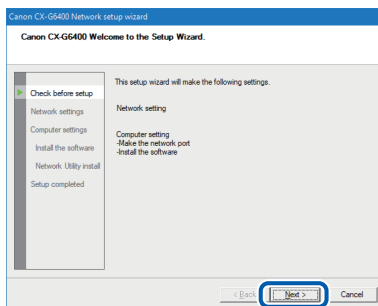 Canon CX-G6400 Network setup wizard
Canon CX-G6400 Welcome to the Setup Wizard.
Check before setup
Network settings
Computer settings
Install the software
Network Utility install
Setup completed
This setup wizard will make the following settings.
Network setting
Computer setting
-Make the network port
-Install the software
< Back
Next >
Cancel